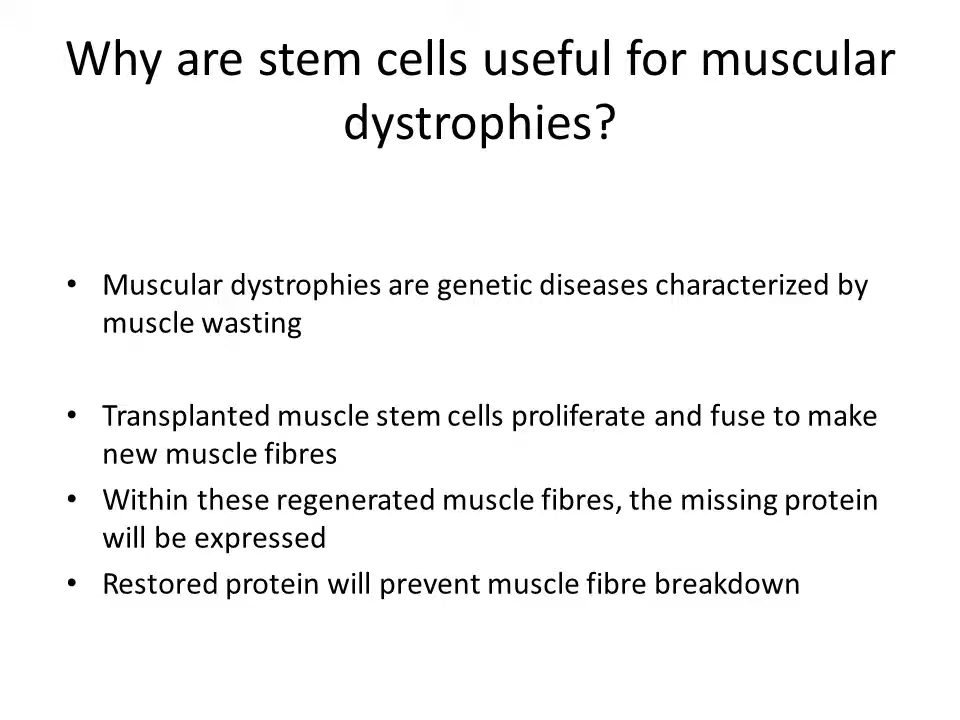 Why are stem cells useful for muscular
dystrophies?
• Muscular dystrophies are genetic diseases characterized by
muscle wasting
• Transplanted muscle stem cells proliferate and fuse to make
new muscle fibres
• Within these regenerated muscle fibres, the missing protein
will be expressed
• Restored protein will prevent muscle fibre breakdown